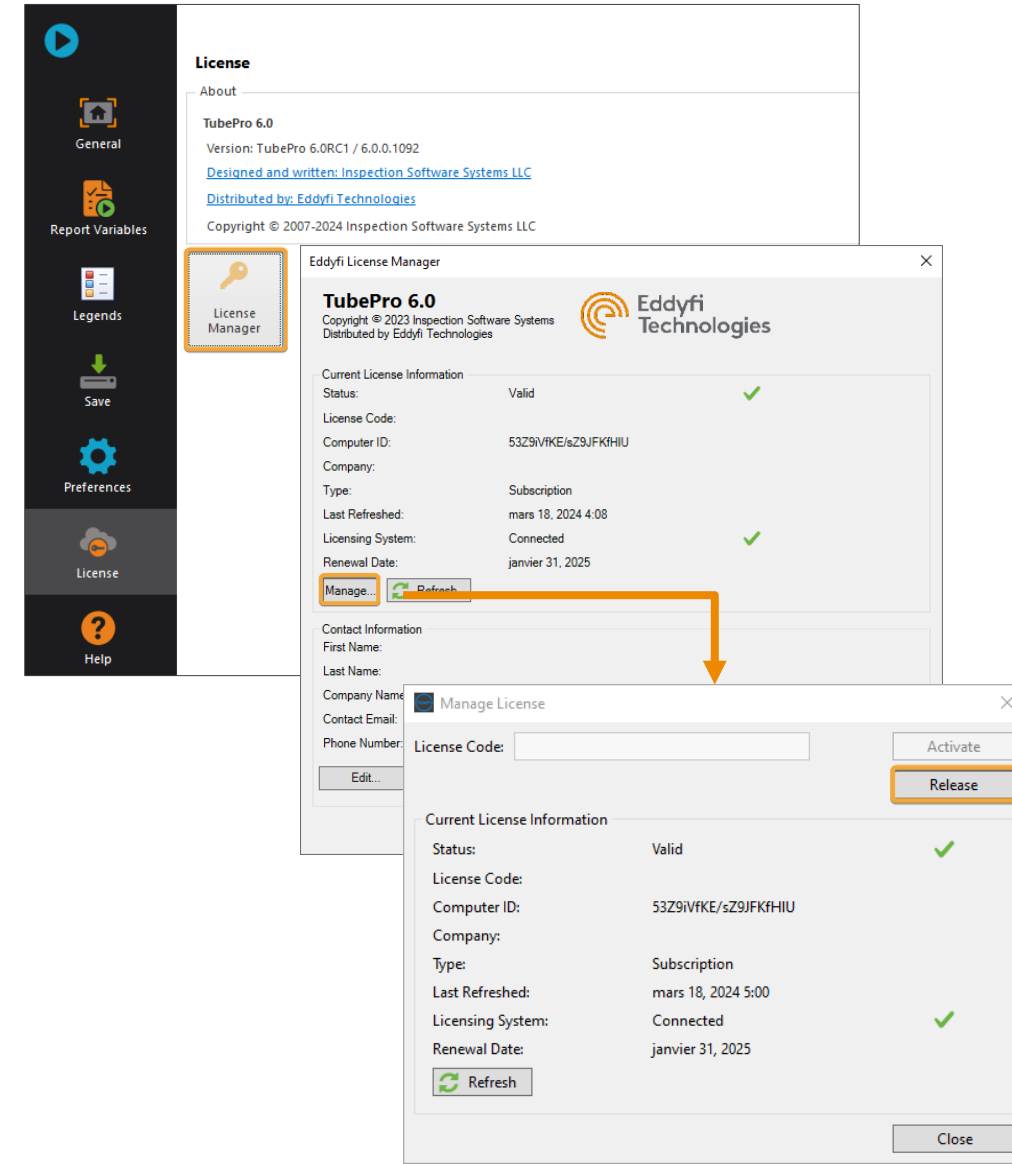 License
About
TubePro 6.0
Version: TubePro 6.0RC1 / 6.0.0.1092
Designed and written: Inspection Software Systems LLC
Distributed by: Eddyfi Technologies
Copyright © 2007-2024 Inspection Software Systems LLC
General
Report Variables
Legends
Save
Preferences
License
Help
License
Manager
Eddyfi License Manager
TubePro 6.0
Copyright © 2023 Inspection Software Systems
Distributed by Eddyfi Technologies
Eddyfi
Technologies
Current License Information
Status: Valid
License Code:
Computer ID: 53Z9iVfKE/sZ9JFKfHIU
Company:
Type: Subscription
Last Refreshed: mars 18, 2024 4:08
Licensing System: Connected
Renewal Date: janvier 31, 2025
Manage... Refresh
Contact Information
First Name:
Last Name:
Company Name
Contact Email:
Phone Number:
Edit...
Manage License
License Code: Activate
Release
Current License Information
Status: Valid
License Code:
Computer ID: 53Z9iVfKE/sZ9JFKfHIU
Company:
Type: Subscription
Last Refreshed: mars 18, 2024 5:00
Licensing System: Connected
Renewal Date: janvier 31, 2025
Refresh
Close